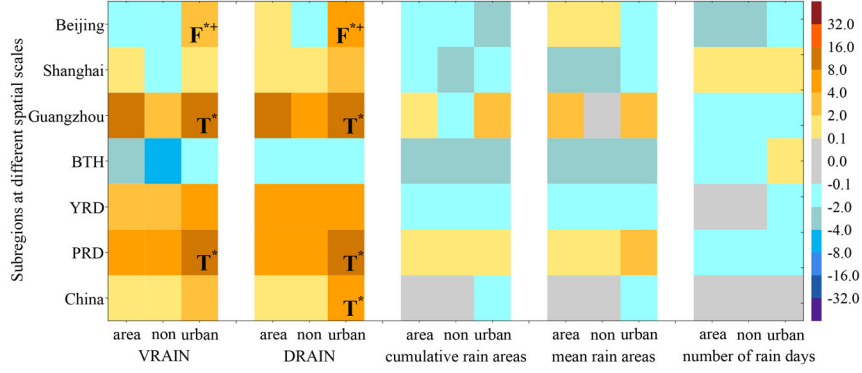 Subregions at different spatial scales
Beijing
Shanghai
Guangzhou
BTH
YRD
PRD
China
F*+ F*+
T* T*
T* T*
T*
32.0
16.0
8.0
4.0
2.0
0.1
0.0
-0.1
-2.0
-4.0
-8.0
-16.0
-32.0
area non urban area non urban area non urban area non urban area non urban
VRAIN DRAIN cumulative rain areas mean rain areas number of rain days